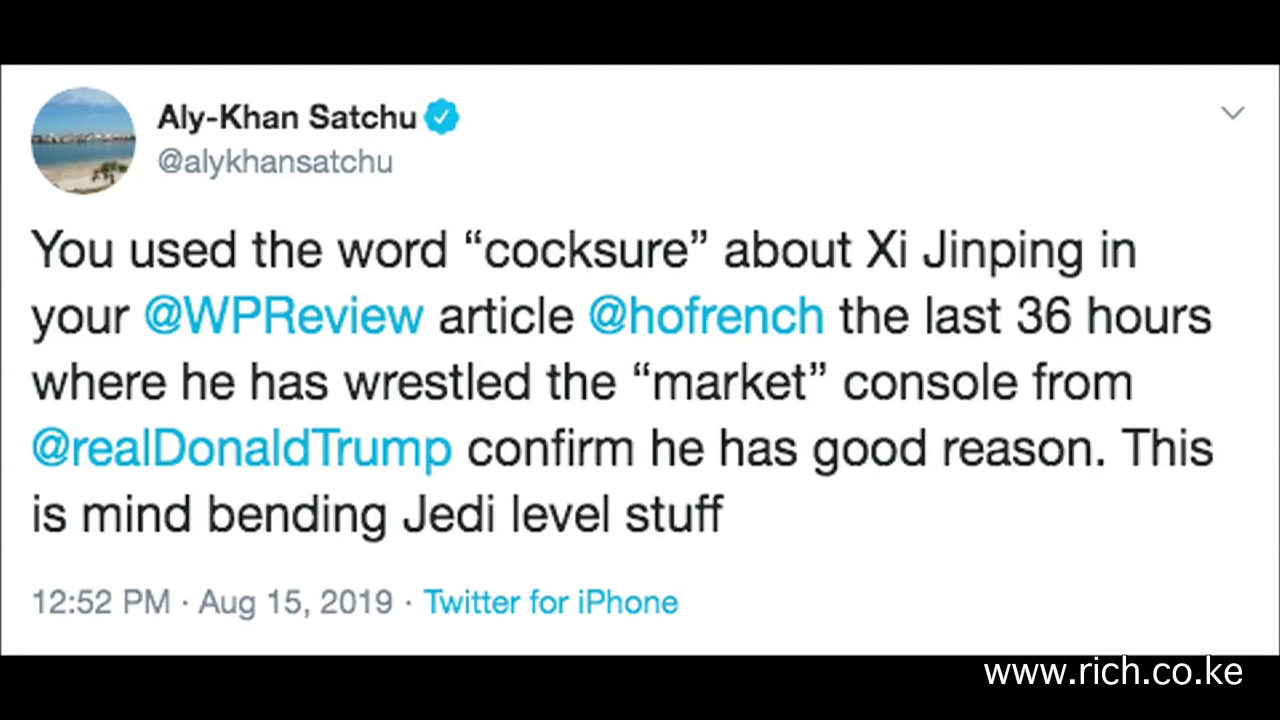 Aly-Khan Satchu
@alykhansatchu
You used the word “cocksure” about Xi Jinping in
your @WPReview article @hofrench the last 36 hours
where he has wrestled the “market” console from
@realDonaldTrump confirm he has good reason. This
is mind bending Jedi level stuff
12:52 PM · Aug 15, 2019 · Twitter for iPhone
www.rich.co.ke